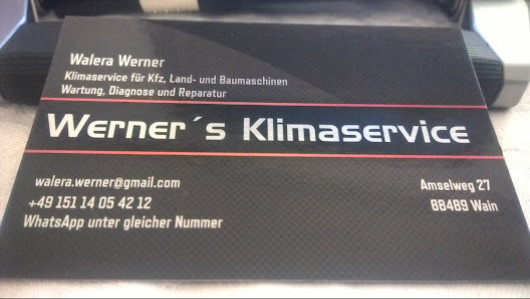 Walera Werner
Klimaservice für Kfz, Land- und Baumaschinen
Wartung, Diagnose und Reparatur
Werner´s Klimaservice
walera.werner@gmail.com
+49 151 14 05 42 12
WhatsApp unter gleicher Nummer
Amselweg 27
88489 Wain